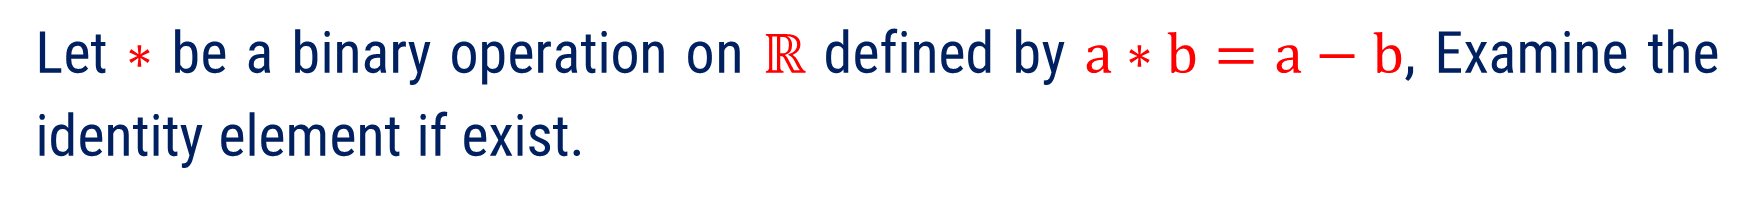 Let * be a binary operation on ℝ defined by a * b = a − b, Examine the
identity element if exist.